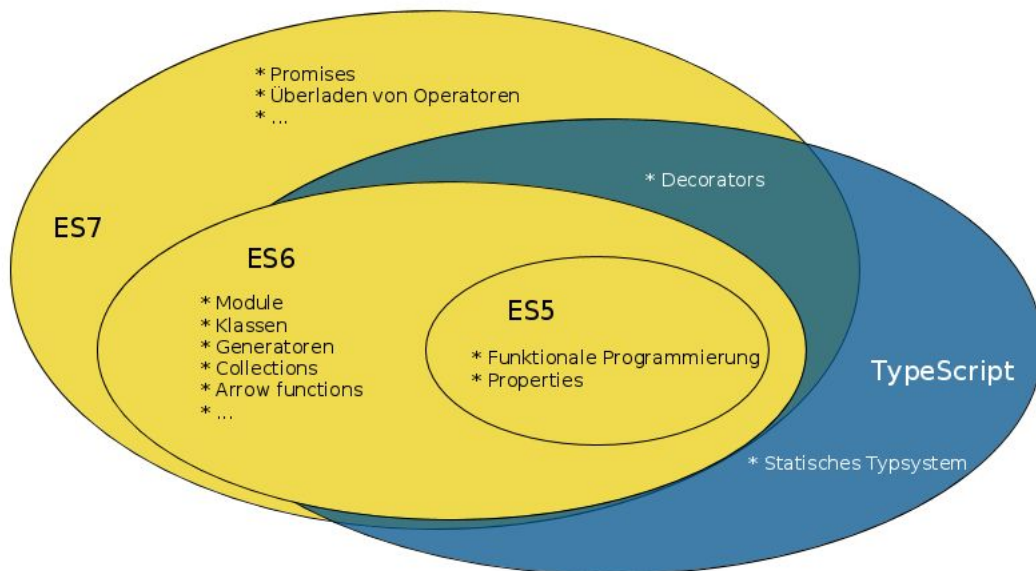 * Promises
* Überladen von Operatoren
* ...
* Decorators
ES7
ES6
* Module
* Klassen
* Generatoren
* Collections
* Arrow functions
* ...
ES5
* Funktionale Programmierung
* Properties
TypeScript
* Statisches Typsystem